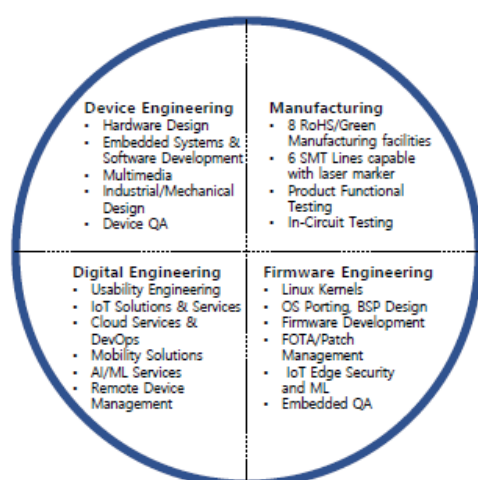 Device Engineering
• Hardware Design
• Embedded Systems &
Software Development
• Multimedia
• Industrial/Mechanical
Design
• Device QA
Manufacturing
• 8 RoHS/Green
Manufacturing facilities
• 6 SMT Lines capable
with laser marker
• Product Functional
Testing
• In-Circuit Testing
Digital Engineering
• Usability Engineering
• IoT Solutions & Services
• Cloud Services &
DevOps
• Mobility Solutions
• AI/ML Services
• Remote Device
Management
Firmware Engineering
• Linux Kernels
• OS Porting, BSP Design
• Firmware Development
• FOTA/Patch
Management
• IoT Edge Security
and ML
• Embedded QA